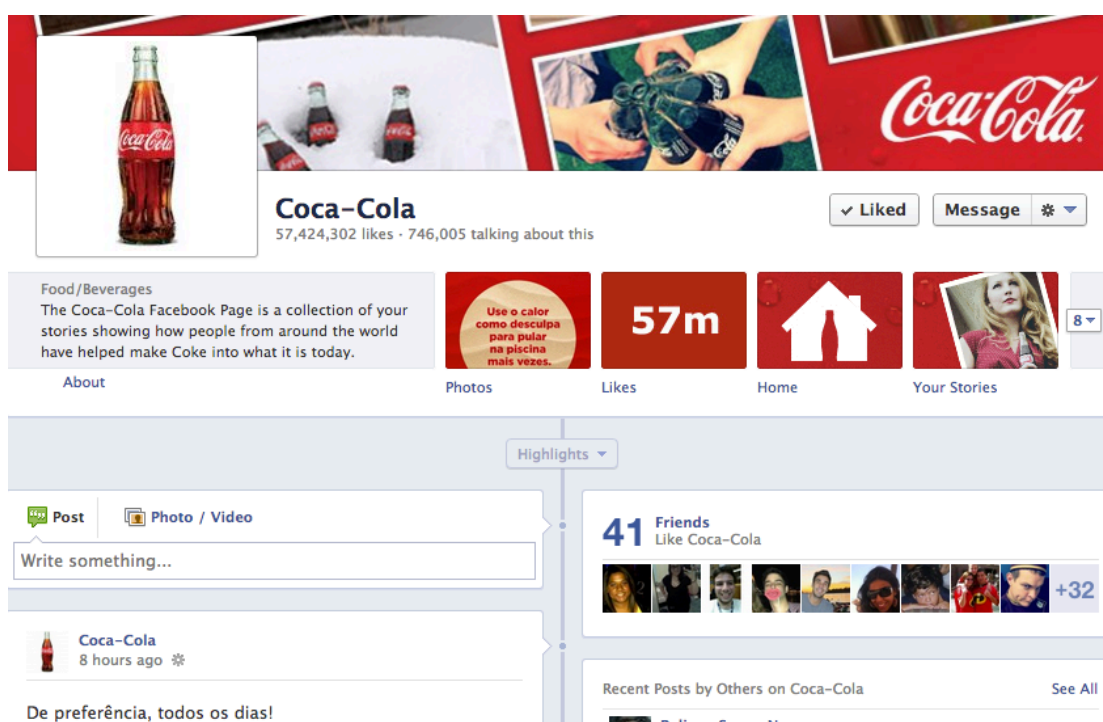 Coca-Cola
Coca-Cola
Coca-Cola
57,424,302 likes · 746,005 talking about this
Liked
Message
Food/Beverages
The Coca-Cola Facebook Page is a collection of your
stories showing how people from around the world
have helped make Coke into what it is today.
About
Use o calor
como desculpa
para pular
na piscina
mais vezes.
Photos
57m
Likes
Home
Your Stories
8
Highlights
Post
Photo / Video
Write something...
41
Friends
Like Coca-Cola
+32
Coca-Cola
8 hours ago
De preferência, todos os dias!
Recent Posts by Others on Coca-Cola
See All